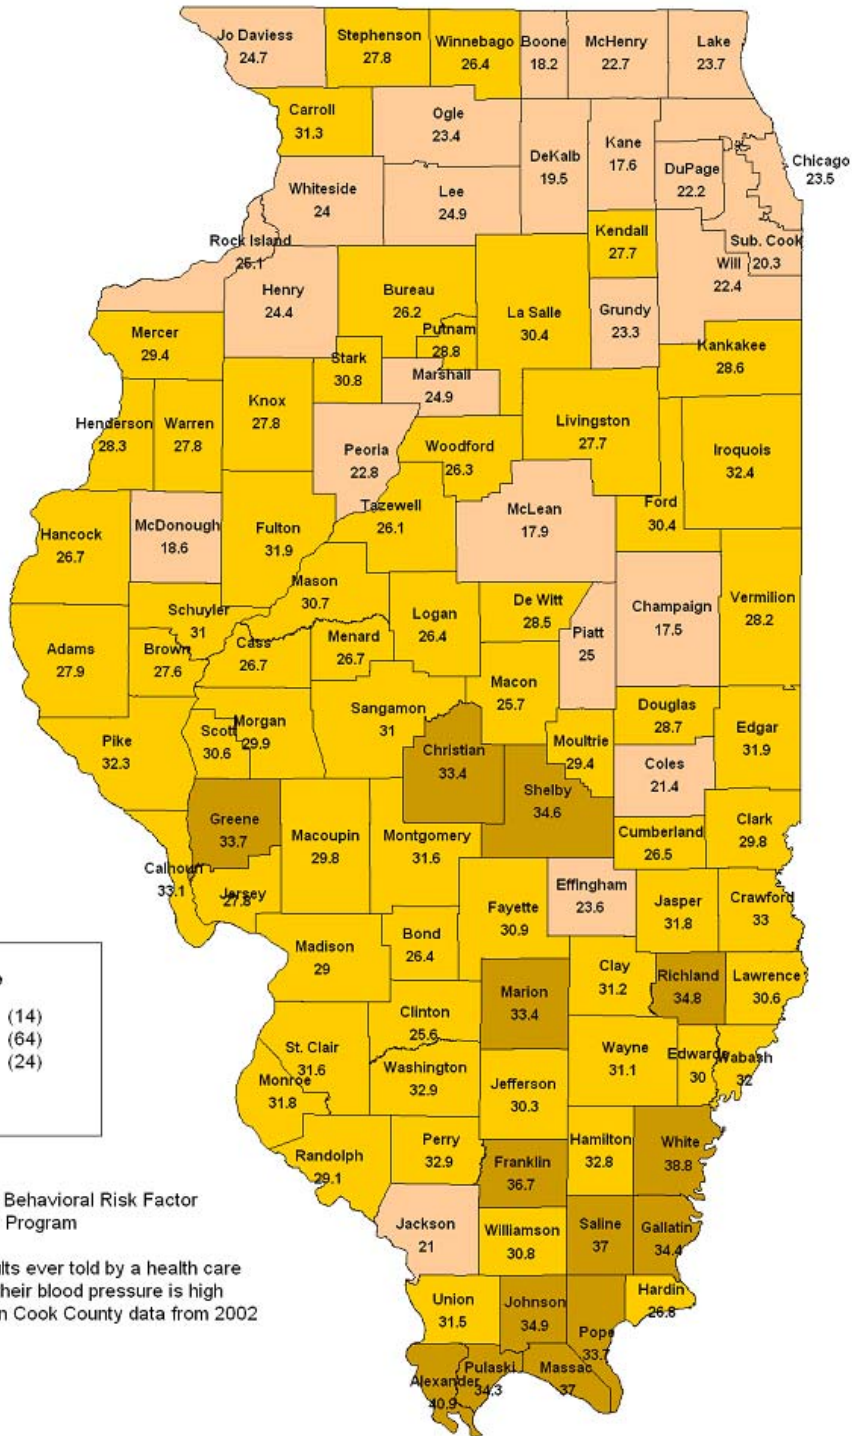 Jo Daviess
24.7
Stephenson
27.8
Winnebago
26.4
Boone
18.2
McHenry
22.7
Lake
23.7
Carroll
31.3
Ogle
23.4
DeKalb
19.5
Kane
17.6
DuPage
22.2
Chicago
23.5
Whiteside
24
Lee
24.9
Kendall
27.7
Sub. Cook
20.3
Will
22.4
Rock Island
25.1
Henry
24.4
Bureau
26.2
Putnam
28.8
La Salle
30.4
Grundy
23.3
Kankakee
28.6
Mercer
29.4
Stark
30.8
Marshall
24.9
Henderson
28.3
Warren
27.8
Knox
27.8
Peoria
22.8
Woodford
26.3
Livingston
27.7
Iroquois
32.4
Hancock
26.7
McDonough
18.6
Fulton
31.9
Tazewell
26.1
McLean
17.9
Ford
30.4
Mason
30.7
Schuyler
31
Logan
26.4
De Witt
28.5
Piatt
25
Champaign
17.5
Vermilion
28.2
Adams
27.9
Brown
27.6
Cass
26.7
Menard
26.7
Macon
25.7
Pike
32.3
Scott
30.6
Morgan
29.9
Sangamon
31
Christian
33.4
Moultrie
29.4
Douglas
28.7
Edgar
31.9
Coles
21.4
Shelby
34.6
Greene
33.7
Macoupin
29.8
Montgomery
31.6
Cumberland
26.5
Clark
29.8
Calhoun
33.1
Jersey
27.8
Fayette
30.9
Effingham
23.6
Jasper
31.8
Crawford
33
Madison
29
Bond
26.4
Clay
31.2
Richland
34.8
Lawrence
30.6
Marion
33.4
Clinton
25.6
St. Clair
31.6
Monroe
31.8
Washington
32.9
Jefferson
30.3
Wayne
31.1
Edwards
30
Wabash
32
Randolph
29.1
Perry
32.9
Franklin
36.7
Hamilton
32.8
White
38.8
Jackson
21
Williamson
30.8
Saline
37
Gallatin
34.4
Union
31.5
Johnson
34.9
Pope
33.7
Hardin
26.8
Alexander
40.9
Pulaski
34.3
Massac
37
(14)
(64)
(24)
Behavioral Risk Factor
Program
ever told by a health care
heir blood pressure is high
Cook County data from 2002